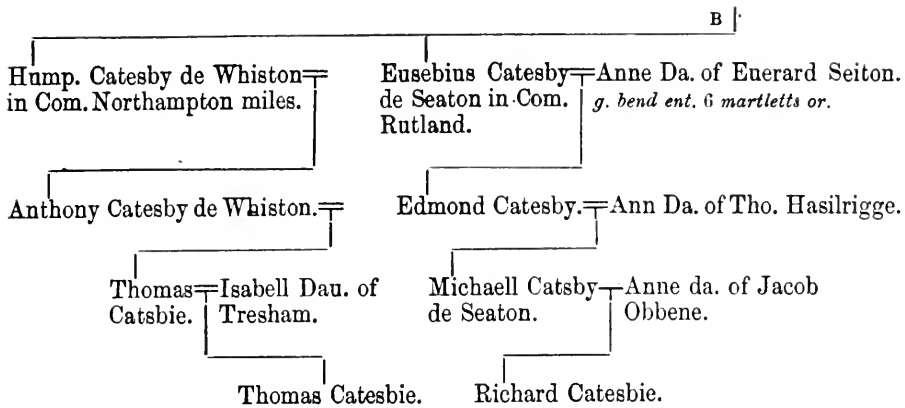 B
Hump. Catesby de Whiston
in Com. Northampton miles.
Eusebius Catesby
de Seaton in Com.
Rutland.
Anne Da. of Euerard Seiton.
g. bend ent. 6 martletts or.
Anthony Catesby de Whiston.
Edmond Catesby.
Ann Da. of Tho. Hasilrigge.
Thomas
Catsbie.
Isabell Dau. of
Tresham.
Michaell Catsby
de Seaton.
Anne da. of Jacob
Obbene.
Thomas Catesbie.
Richard Catesbie.